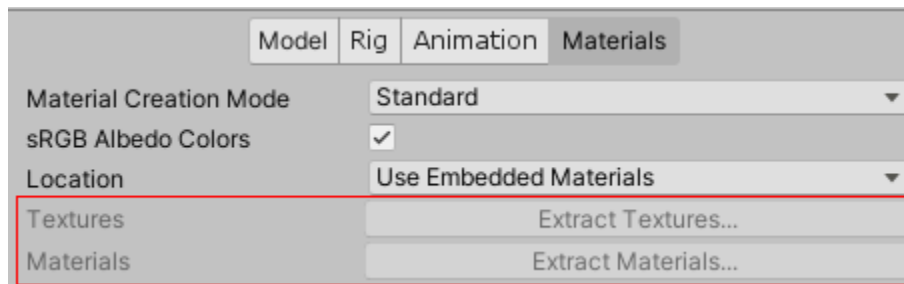 Model Rig Animation Materials
Material Creation Mode Standard
sRGB Albedo Colors
Location Use Embedded Materials
Textures Extract Textures...
Materials Extract Materials...